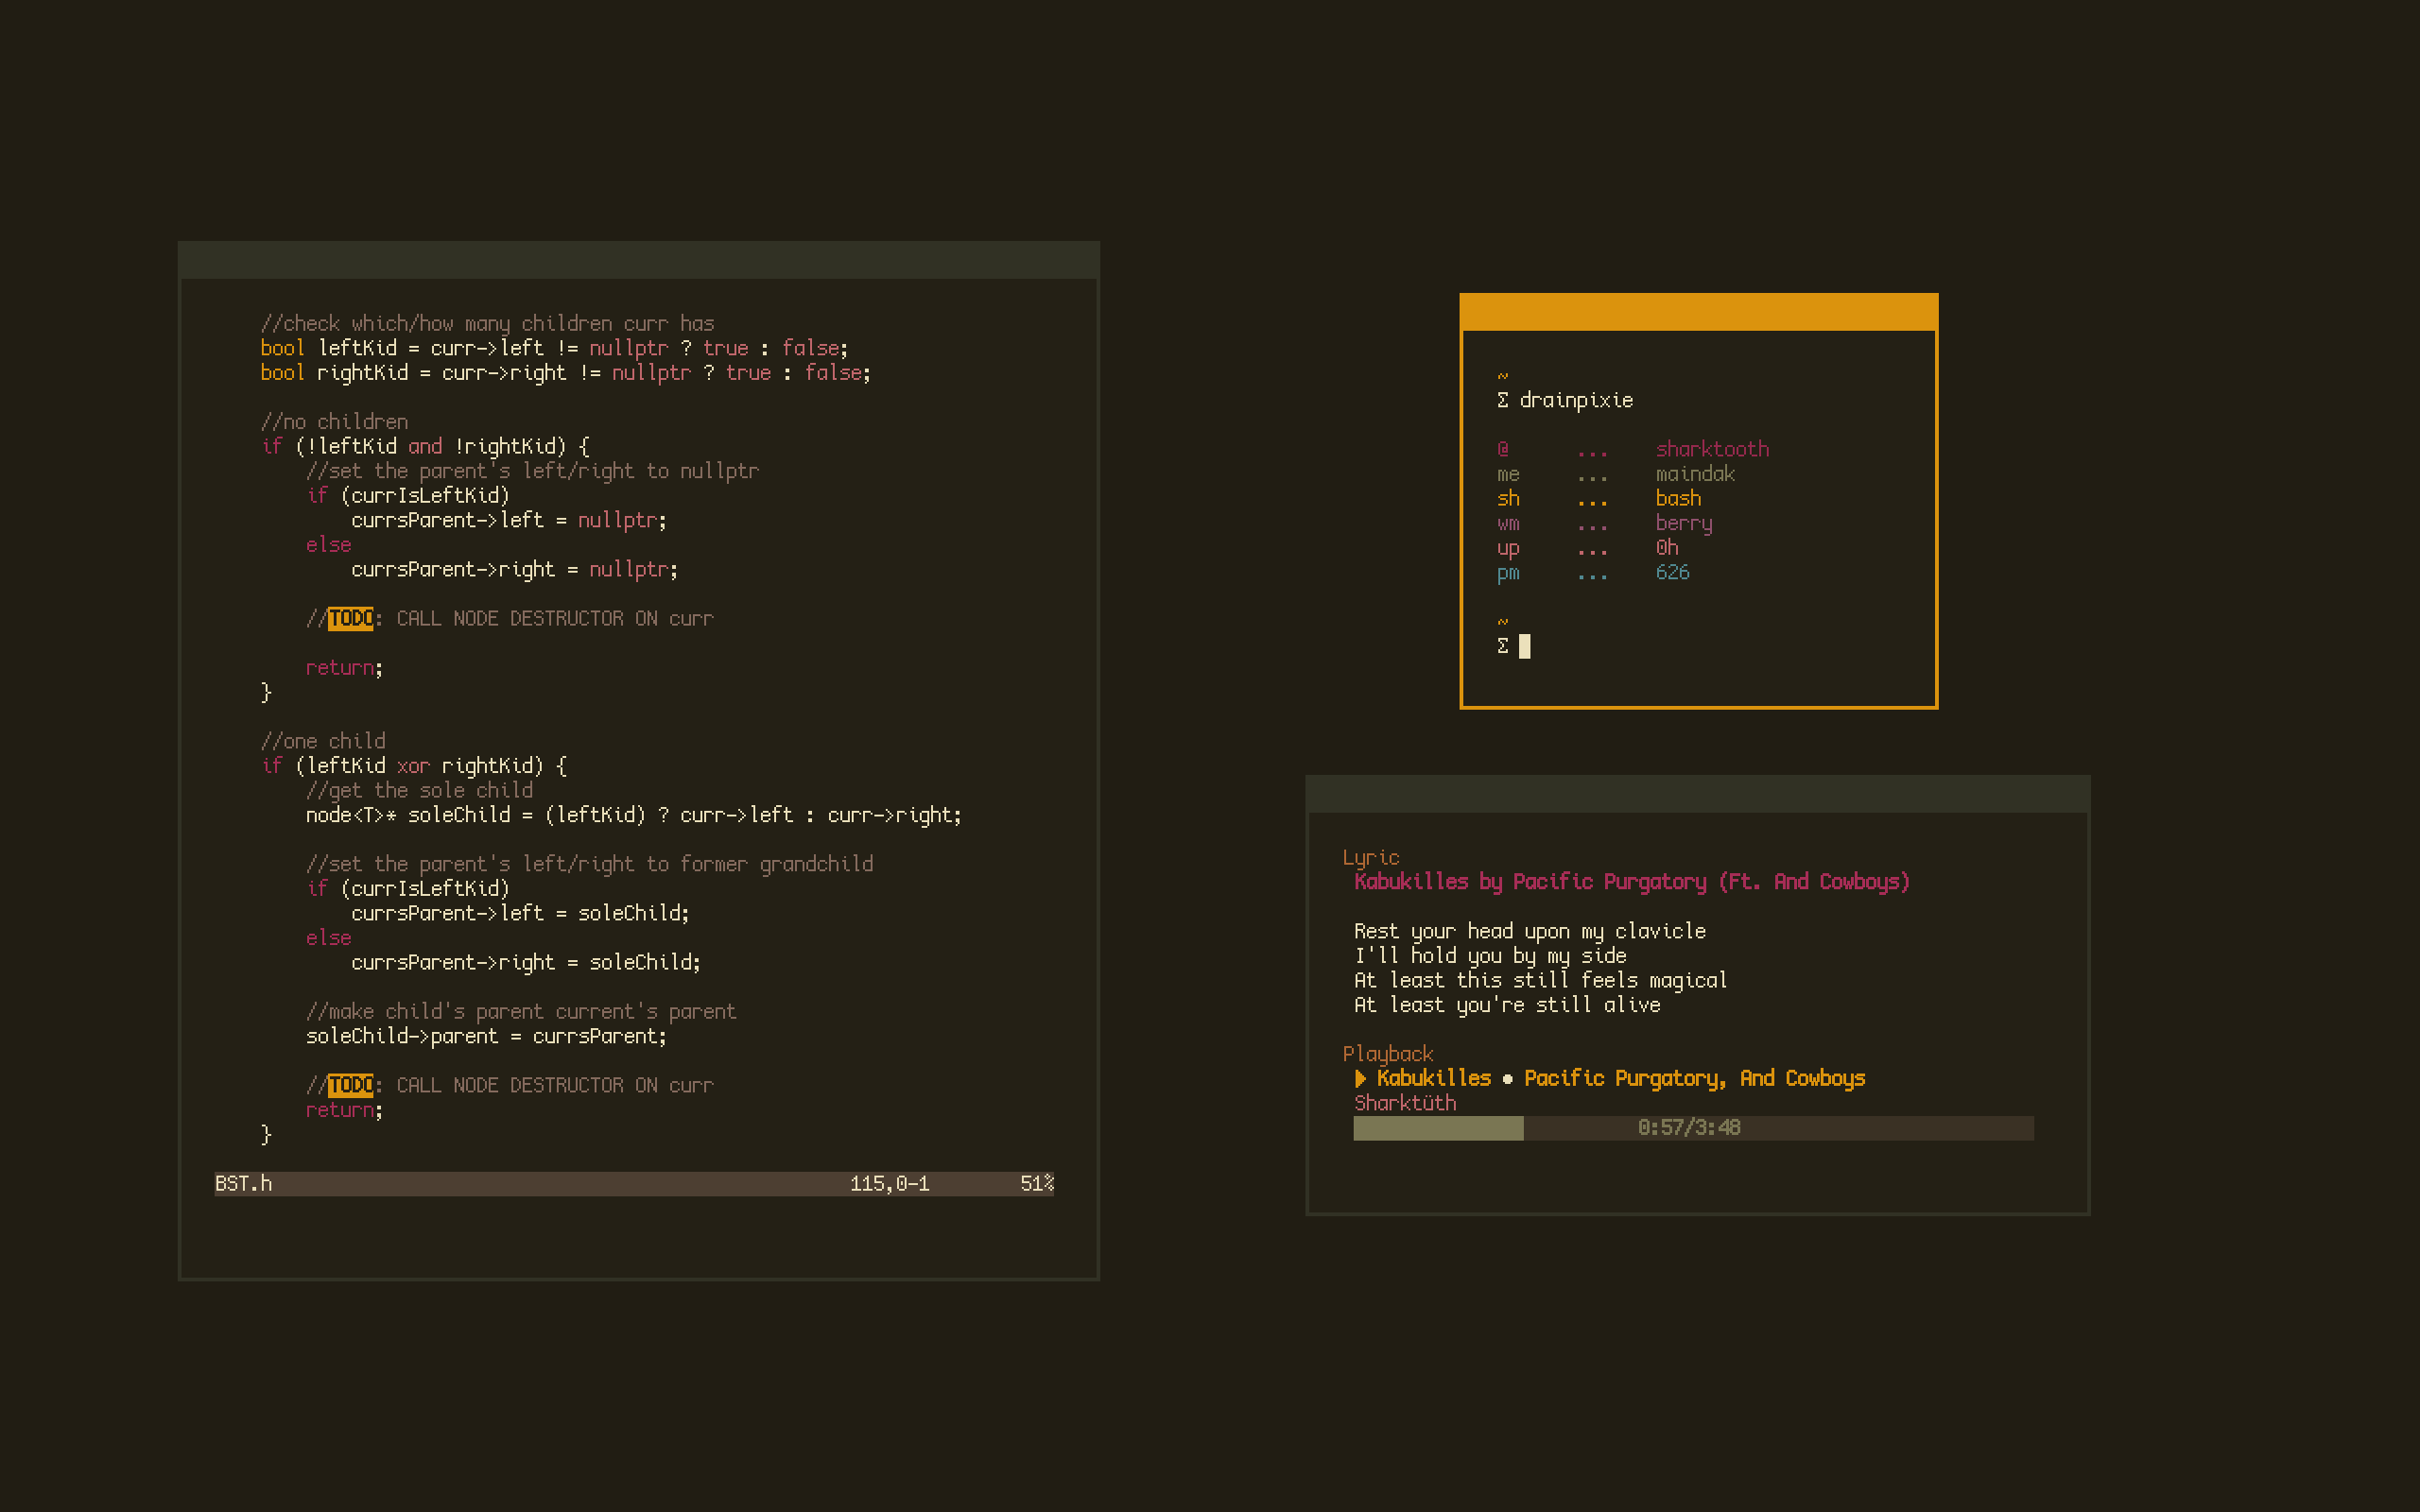 //check which/how many children curr has
bool leftKid = curr->left != nullptr ? true : false;
bool rightKid = curr->right != nullptr ? true : false;
//no children
if (!leftKid and !rightKid) {
//set the parent's left/right to nullptr
if (currIsLeftKid)
currsParent->left = nullptr;
else
currsParent->right = nullptr;
//TODO: CALL NODE DESTRUCTOR ON curr
return;
}
//one child
if (leftKid xor rightKid) {
//get the sole child
node<T>* soleChild = (leftKid) ? curr->left : curr->right;
//set the parent's left/right to former grandchild
if (currIsLeftKid)
currsParent->left = soleChild;
else
currsParent->right = soleChild;
//make child's parent current's parent
soleChild->parent = currsParent;
//TODO: CALL NODE DESTRUCTOR ON curr
return;
}
BST.h 115,0-1 51%
~
Σ drainpixie
@ ... sharktooth
me ... maindak
sh ... bash
wm ... berry
up ... 0h
pm ... 626
~
Σ
Lyric
Kabukilles by Pacific Purgatory (Ft. And Cowboys)
Rest your head upon my clavicle
I'll hold you by my side
At least this still feels magical
At least you're still alive
Playback
▶ Kabukilles ● Pacific Purgatory, And Cowboys
Sharktüth
0:57/3:48